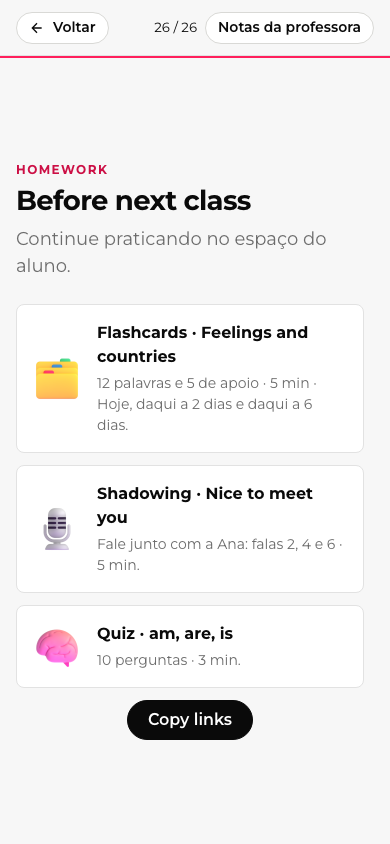 Voltar
26 / 26
Notas da professora
HOMEWORK
Before next class
Continue praticando no espaço do
aluno.
Flashcards · Feelings and
countries
12 palavras e 5 de apoio · 5 min ·
Hoje, daqui a 2 dias e daqui a 6
dias.
Shadowing · Nice to meet
you
Fale junto com a Ana: falas 2, 4 e 6 ·
5 min.
Quiz · am, are, is
10 perguntas · 3 min.
Copy links